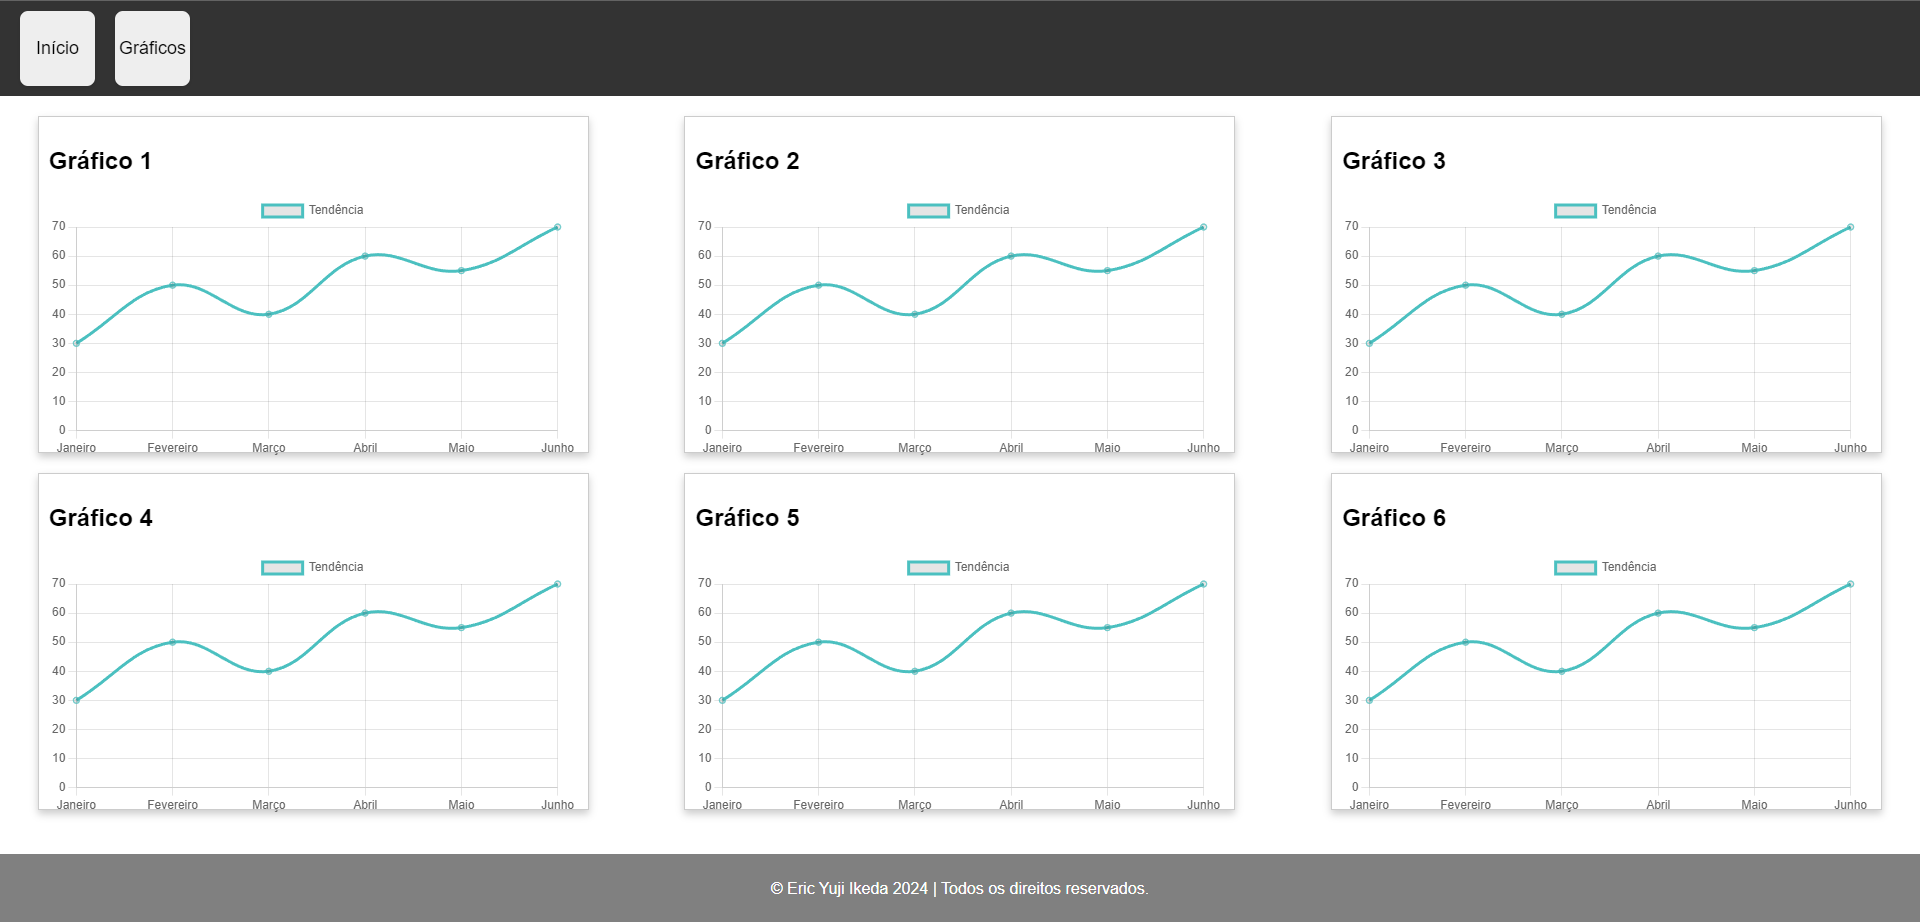 Início Gráficos
Gráfico 1
Tendência
70
60
50
40
30
20
10
0
Janeiro Fevereiro Março Abril Maio Junho
Gráfico 2
Tendência
70
60
50
40
30
20
10
0
Janeiro Fevereiro Março Abril Maio Junho
Gráfico 3
Tendência
70
60
50
40
30
20
10
0
Janeiro Fevereiro Março Abril Maio Junho
Gráfico 4
Tendência
70
60
50
40
30
20
10
0
Janeiro Fevereiro Março Abril Maio Junho
Gráfico 5
Tendência
70
60
50
40
30
20
10
0
Janeiro Fevereiro Março Abril Maio Junho
Gráfico 6
Tendência
70
60
50
40
30
20
10
0
Janeiro Fevereiro Março Abril Maio Junho
© Eric Yuji Ikeda 2024 | Todos os direitos reservados.